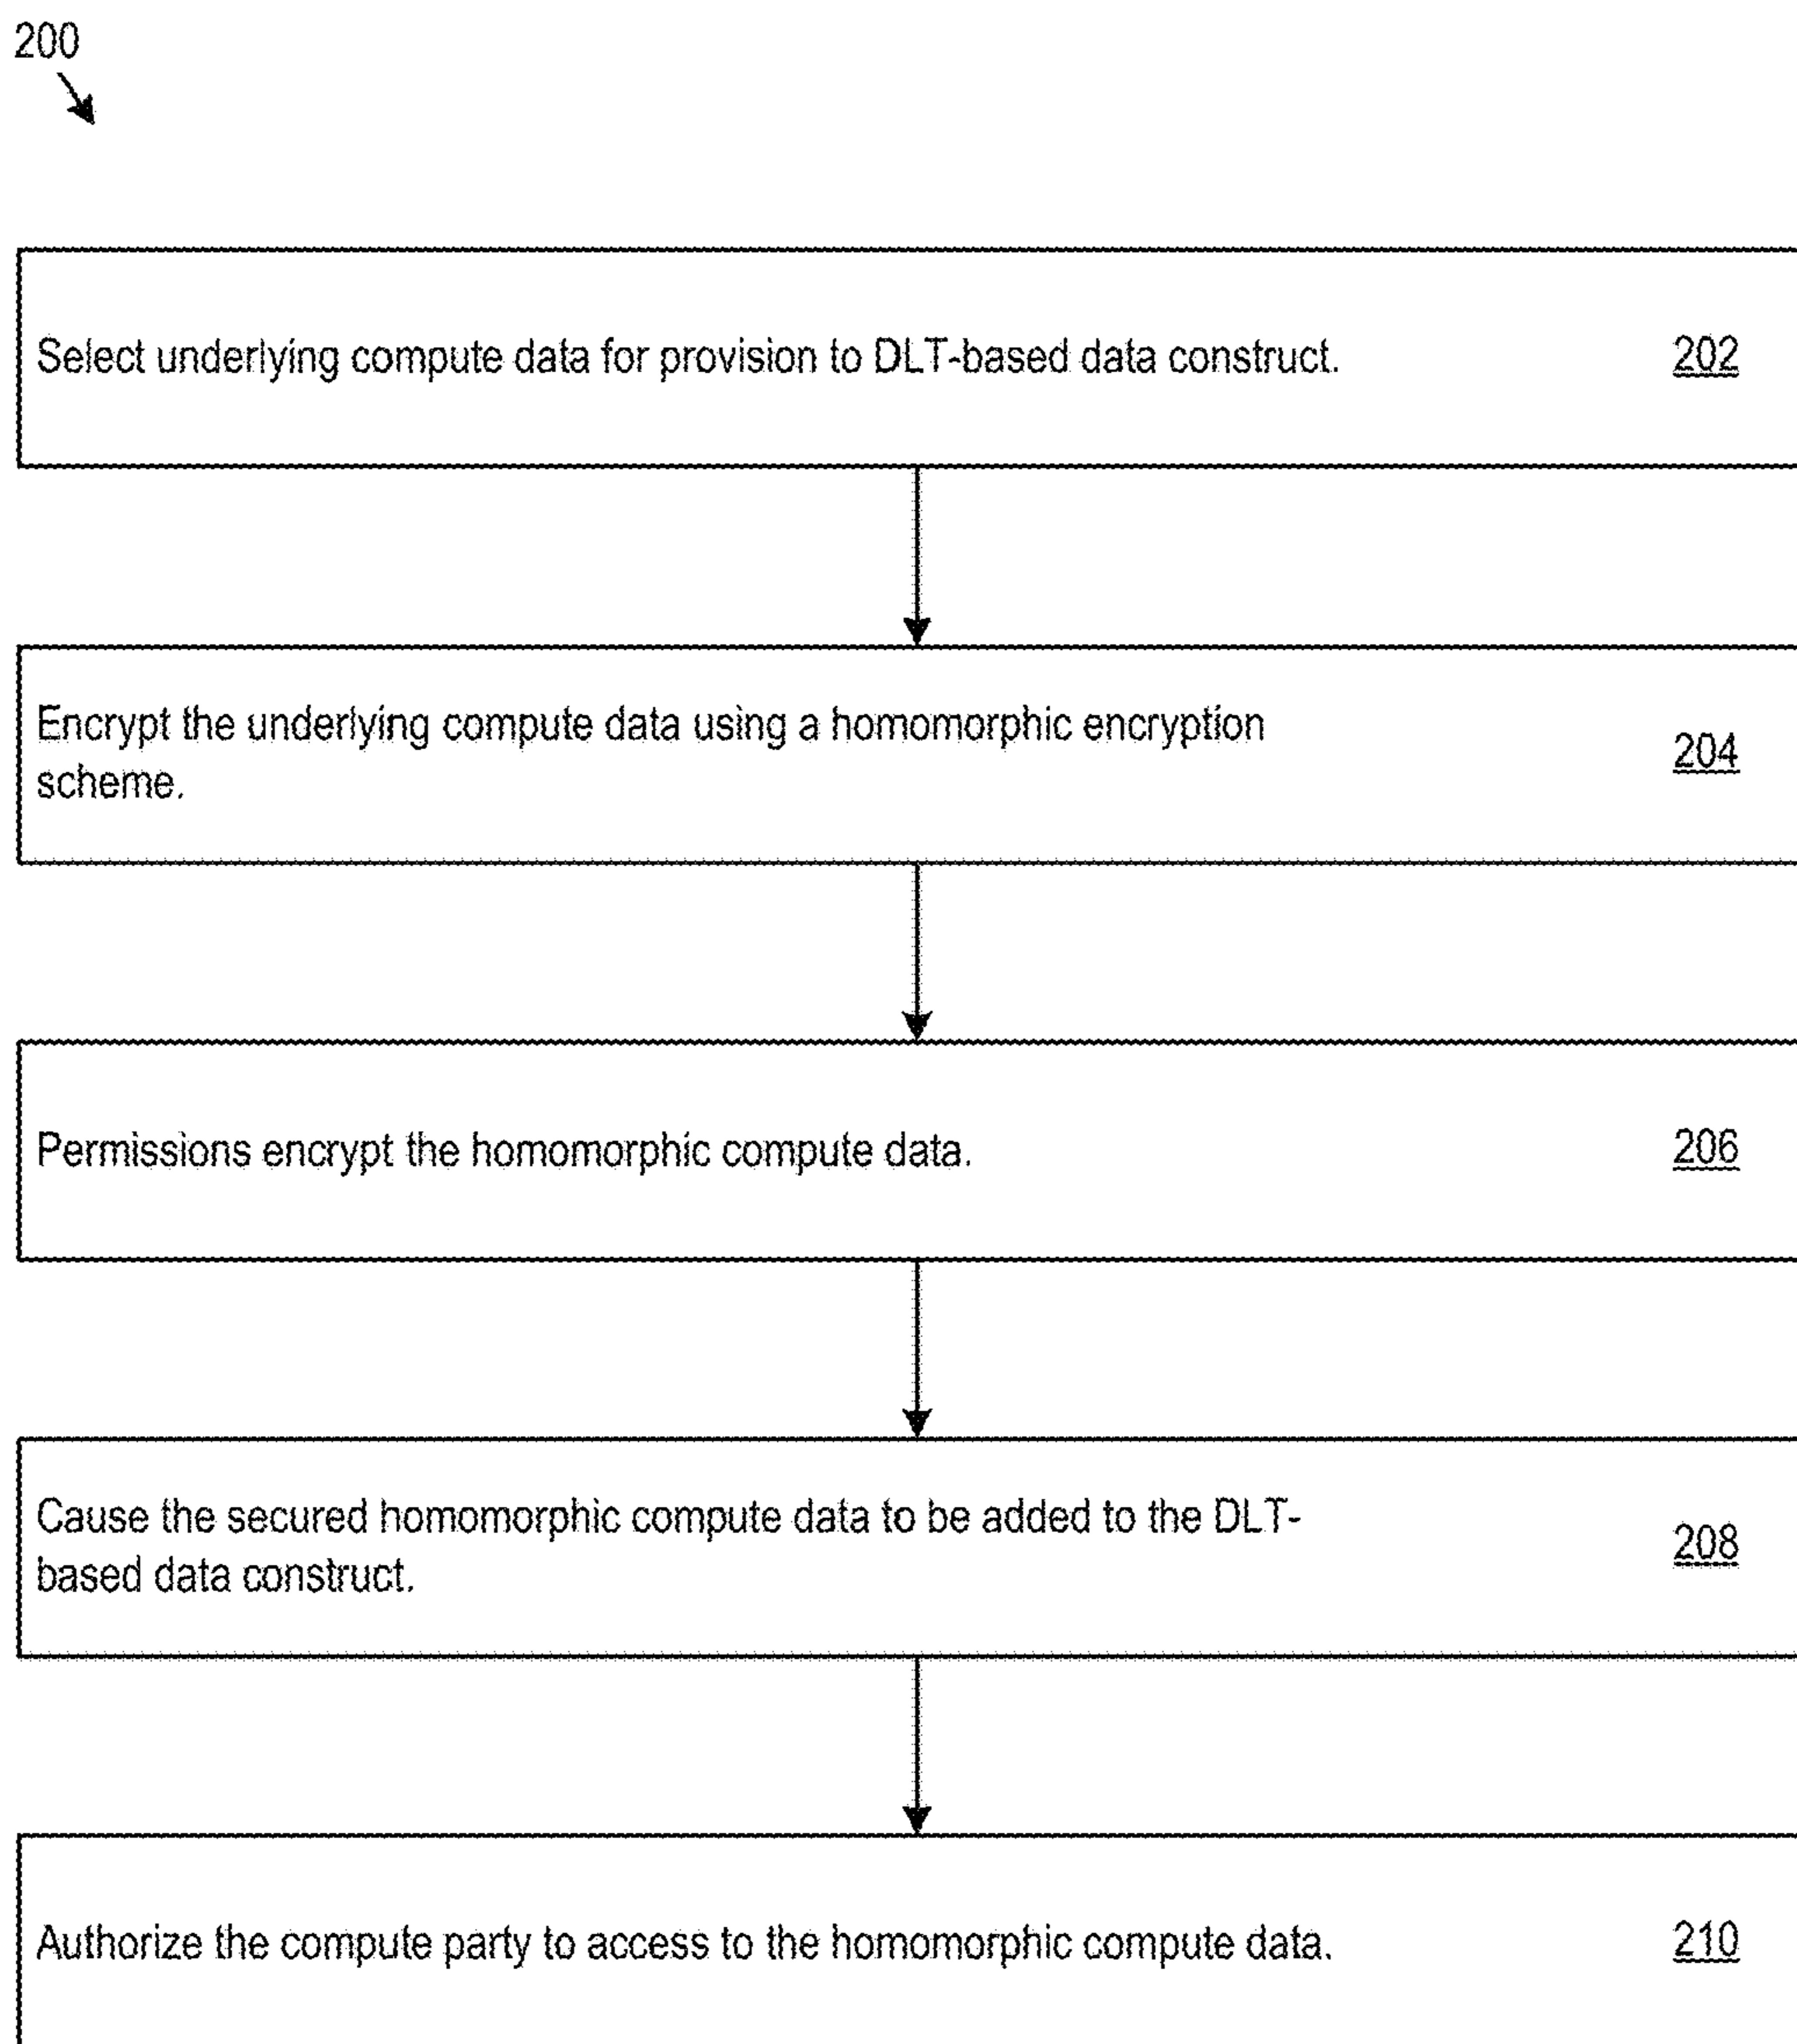 200
Select underlying compute data for provision to DLT-based data construct.
202
Encrypt the underlying compute data using a homomorphic encryption
scheme.
204
Permissions encrypt the homomorphic compute data.
206
Cause the secured homomorphic compute data to be added to the DLT-
based data construct.
208
Authorize the compute party to access to the homomorphic compute data.
210